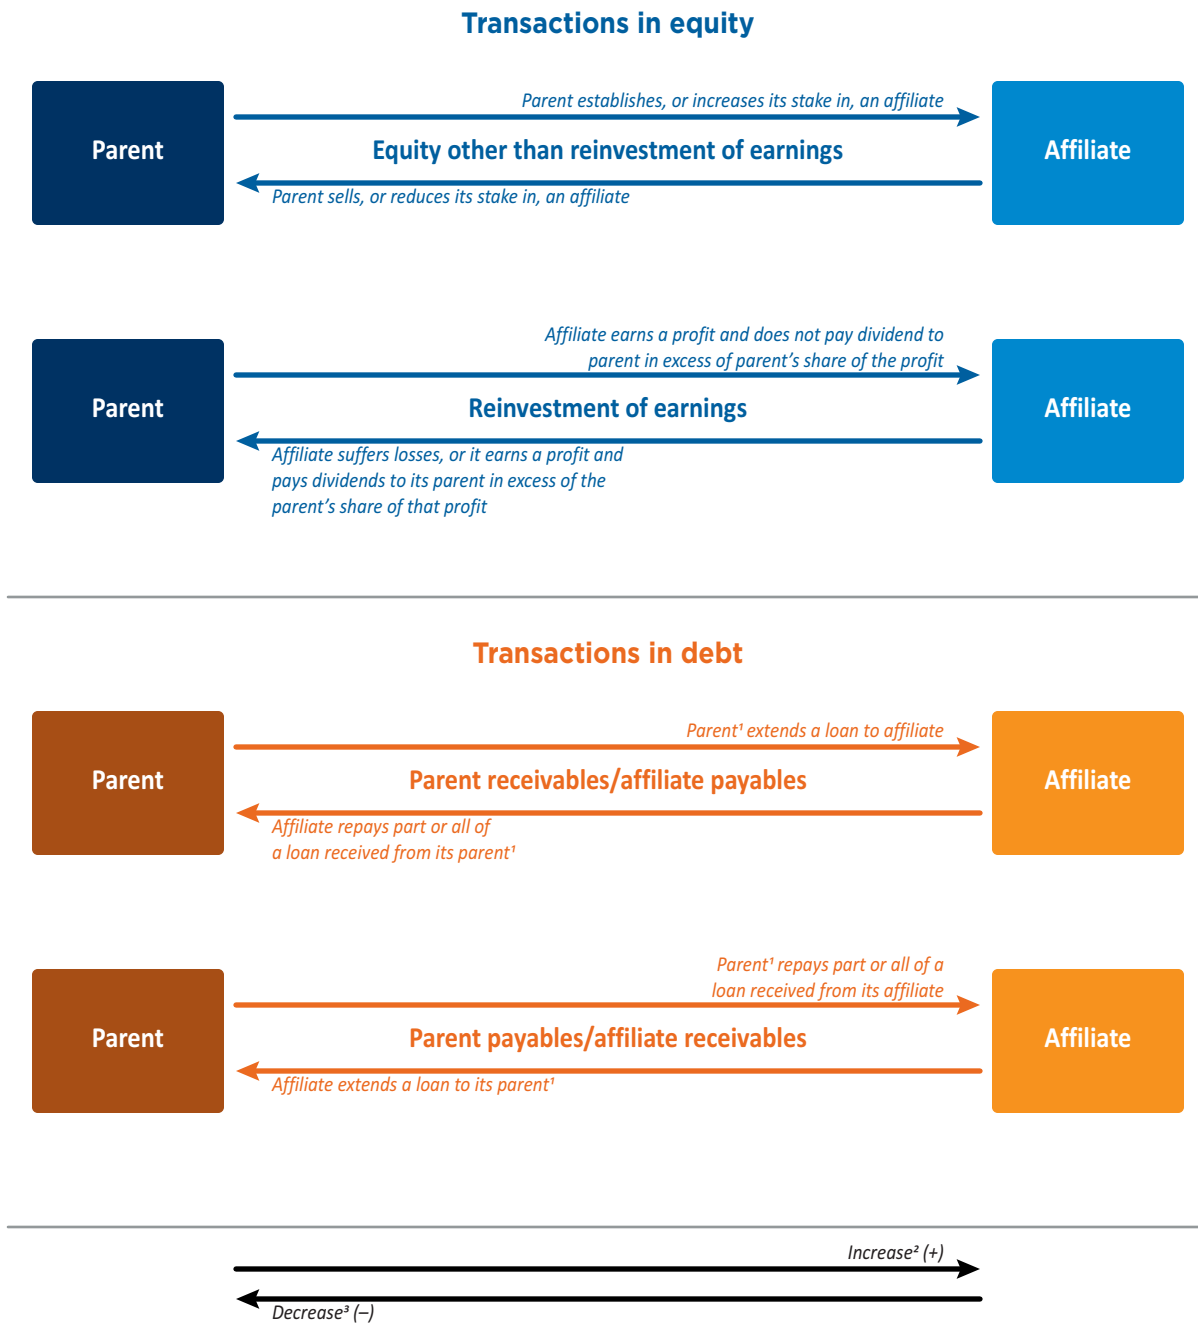 Transactions in equity
Parent establishes, or increases its stake in, an affiliate
Parent
Equity other than reinvestment of earnings
Affiliate
Parent sells, or reduces its stake in, an affiliate
Affiliate earns a profit and does not pay dividend to
parent in excess of parent’s share of the profit
Parent
Reinvestment of earnings
Affiliate
Affiliate suffers losses, or it earns a profit and
pays dividends to its parent in excess of the
parent’s share of that profit
Transactions in debt
Parent¹ extends a loan to affiliate
Parent
Parent receivables/affiliate payables
Affiliate
Affiliate repays part or all of
a loan received from its parent¹
Parent¹ repays part or all of a
loan received from its affiliate
Parent
Parent payables/affiliate receivables
Affiliate
Affiliate extends a loan to its parent¹
Increase² (+)
Decrease³ (–)